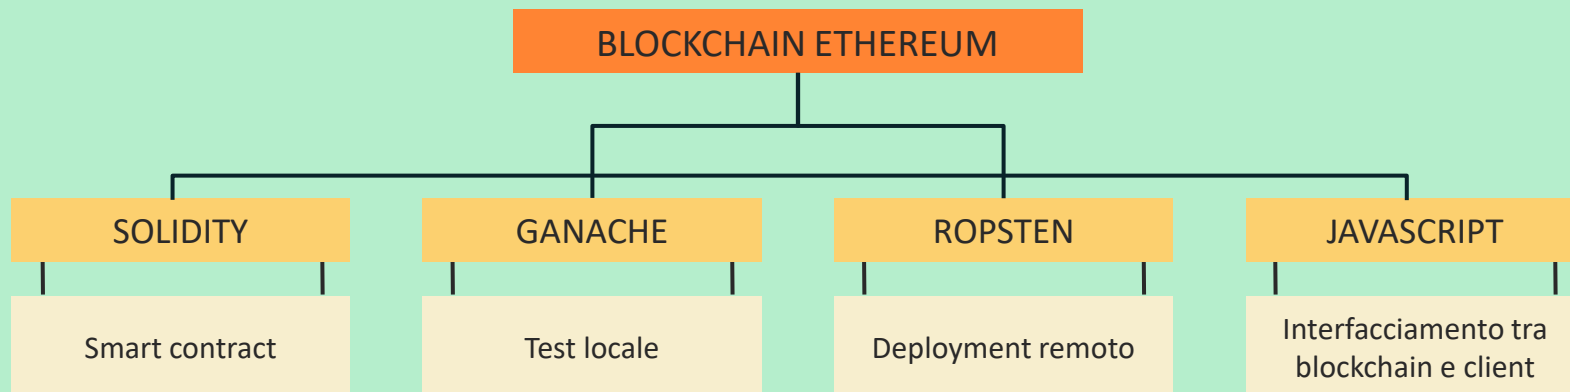 BLOCKCHAIN ETHEREUM
SOLIDITY
GANACHE
ROPSTEN
JAVASCRIPT
Smart contract
Test locale
Deployment remoto
Interfacciamento tra
blockchain e client